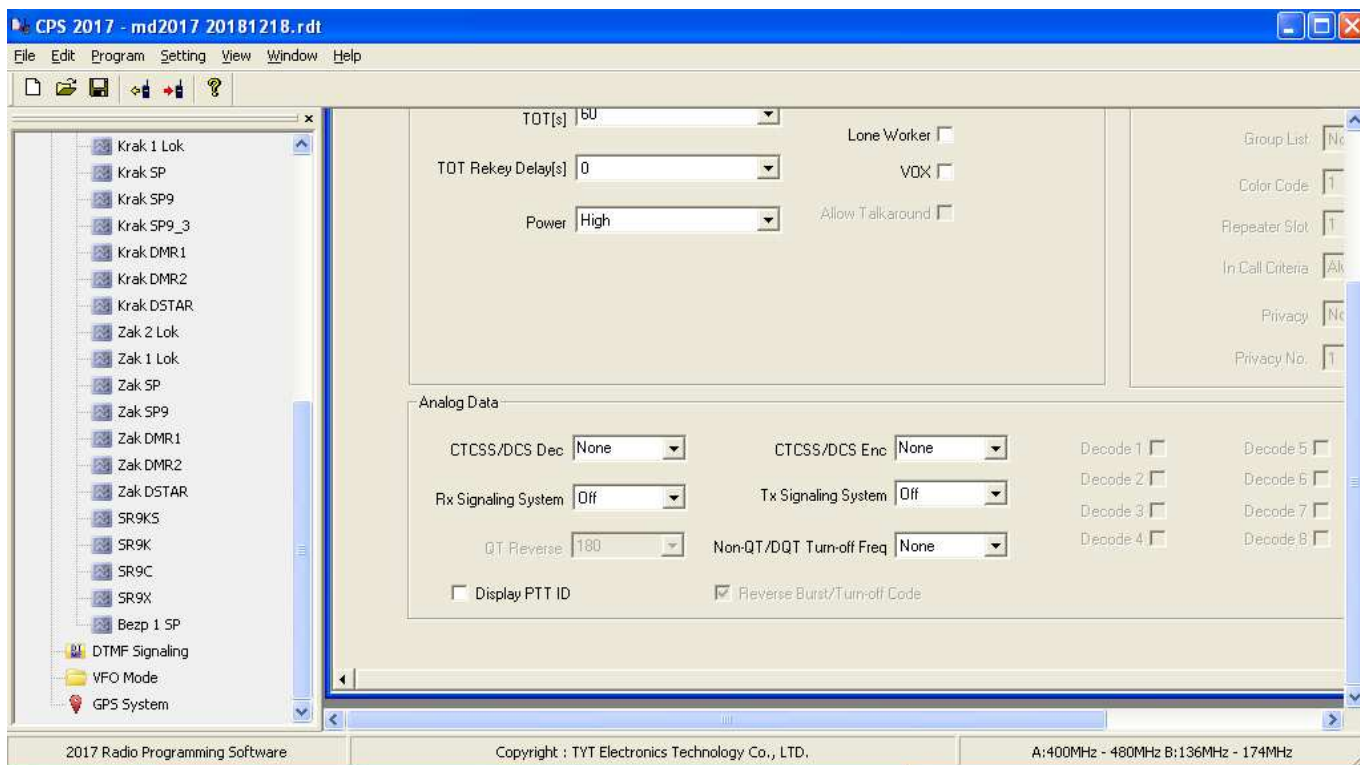 CPS 2017 - md2017 20181218.rdt
File Edit Program Setting View Window Help
Krak 1 Lok
Krak SP
Krak SP9
Krak SP9_3
Krak DMR1
Krak DMR2
Krak DSTAR
Zak 2 Lok
Zak 1 Lok
Zak SP
Zak SP9
Zak DMR1
Zak DMR2
Zak DSTAR
SR9KS
SR9K
SR9C
SR9X
Bezp 1 SP
DTMF Signaling
VFO Mode
GPS System
TOT[s] 60
TOT Rekey Delay[s] 0
Power High
Lone Worker
VOX
Allow Talkaround
Group List
Color Code 1
Repeater Slot 1
In Call Criteria
Privacy
Privacy No. 1
Analog Data
CTCSS/DCS Dec None CTCSS/DCS Enc None Decode 1 Decode 5
Decode 2 Decode 6
Rx Signaling System Off Tx Signaling System Off
Decode 3 Decode 7
QT Reverse 180 Non-QT/DQT Turn-off Freq None Decode 4 Decode 8
Display PTT ID Reverse Burst/Turn-off Code
2017 Radio Programming Software Copyright : TYT Electronics Technology Co., LTD. A:400MHz - 480MHz B:136MHz - 174MHz